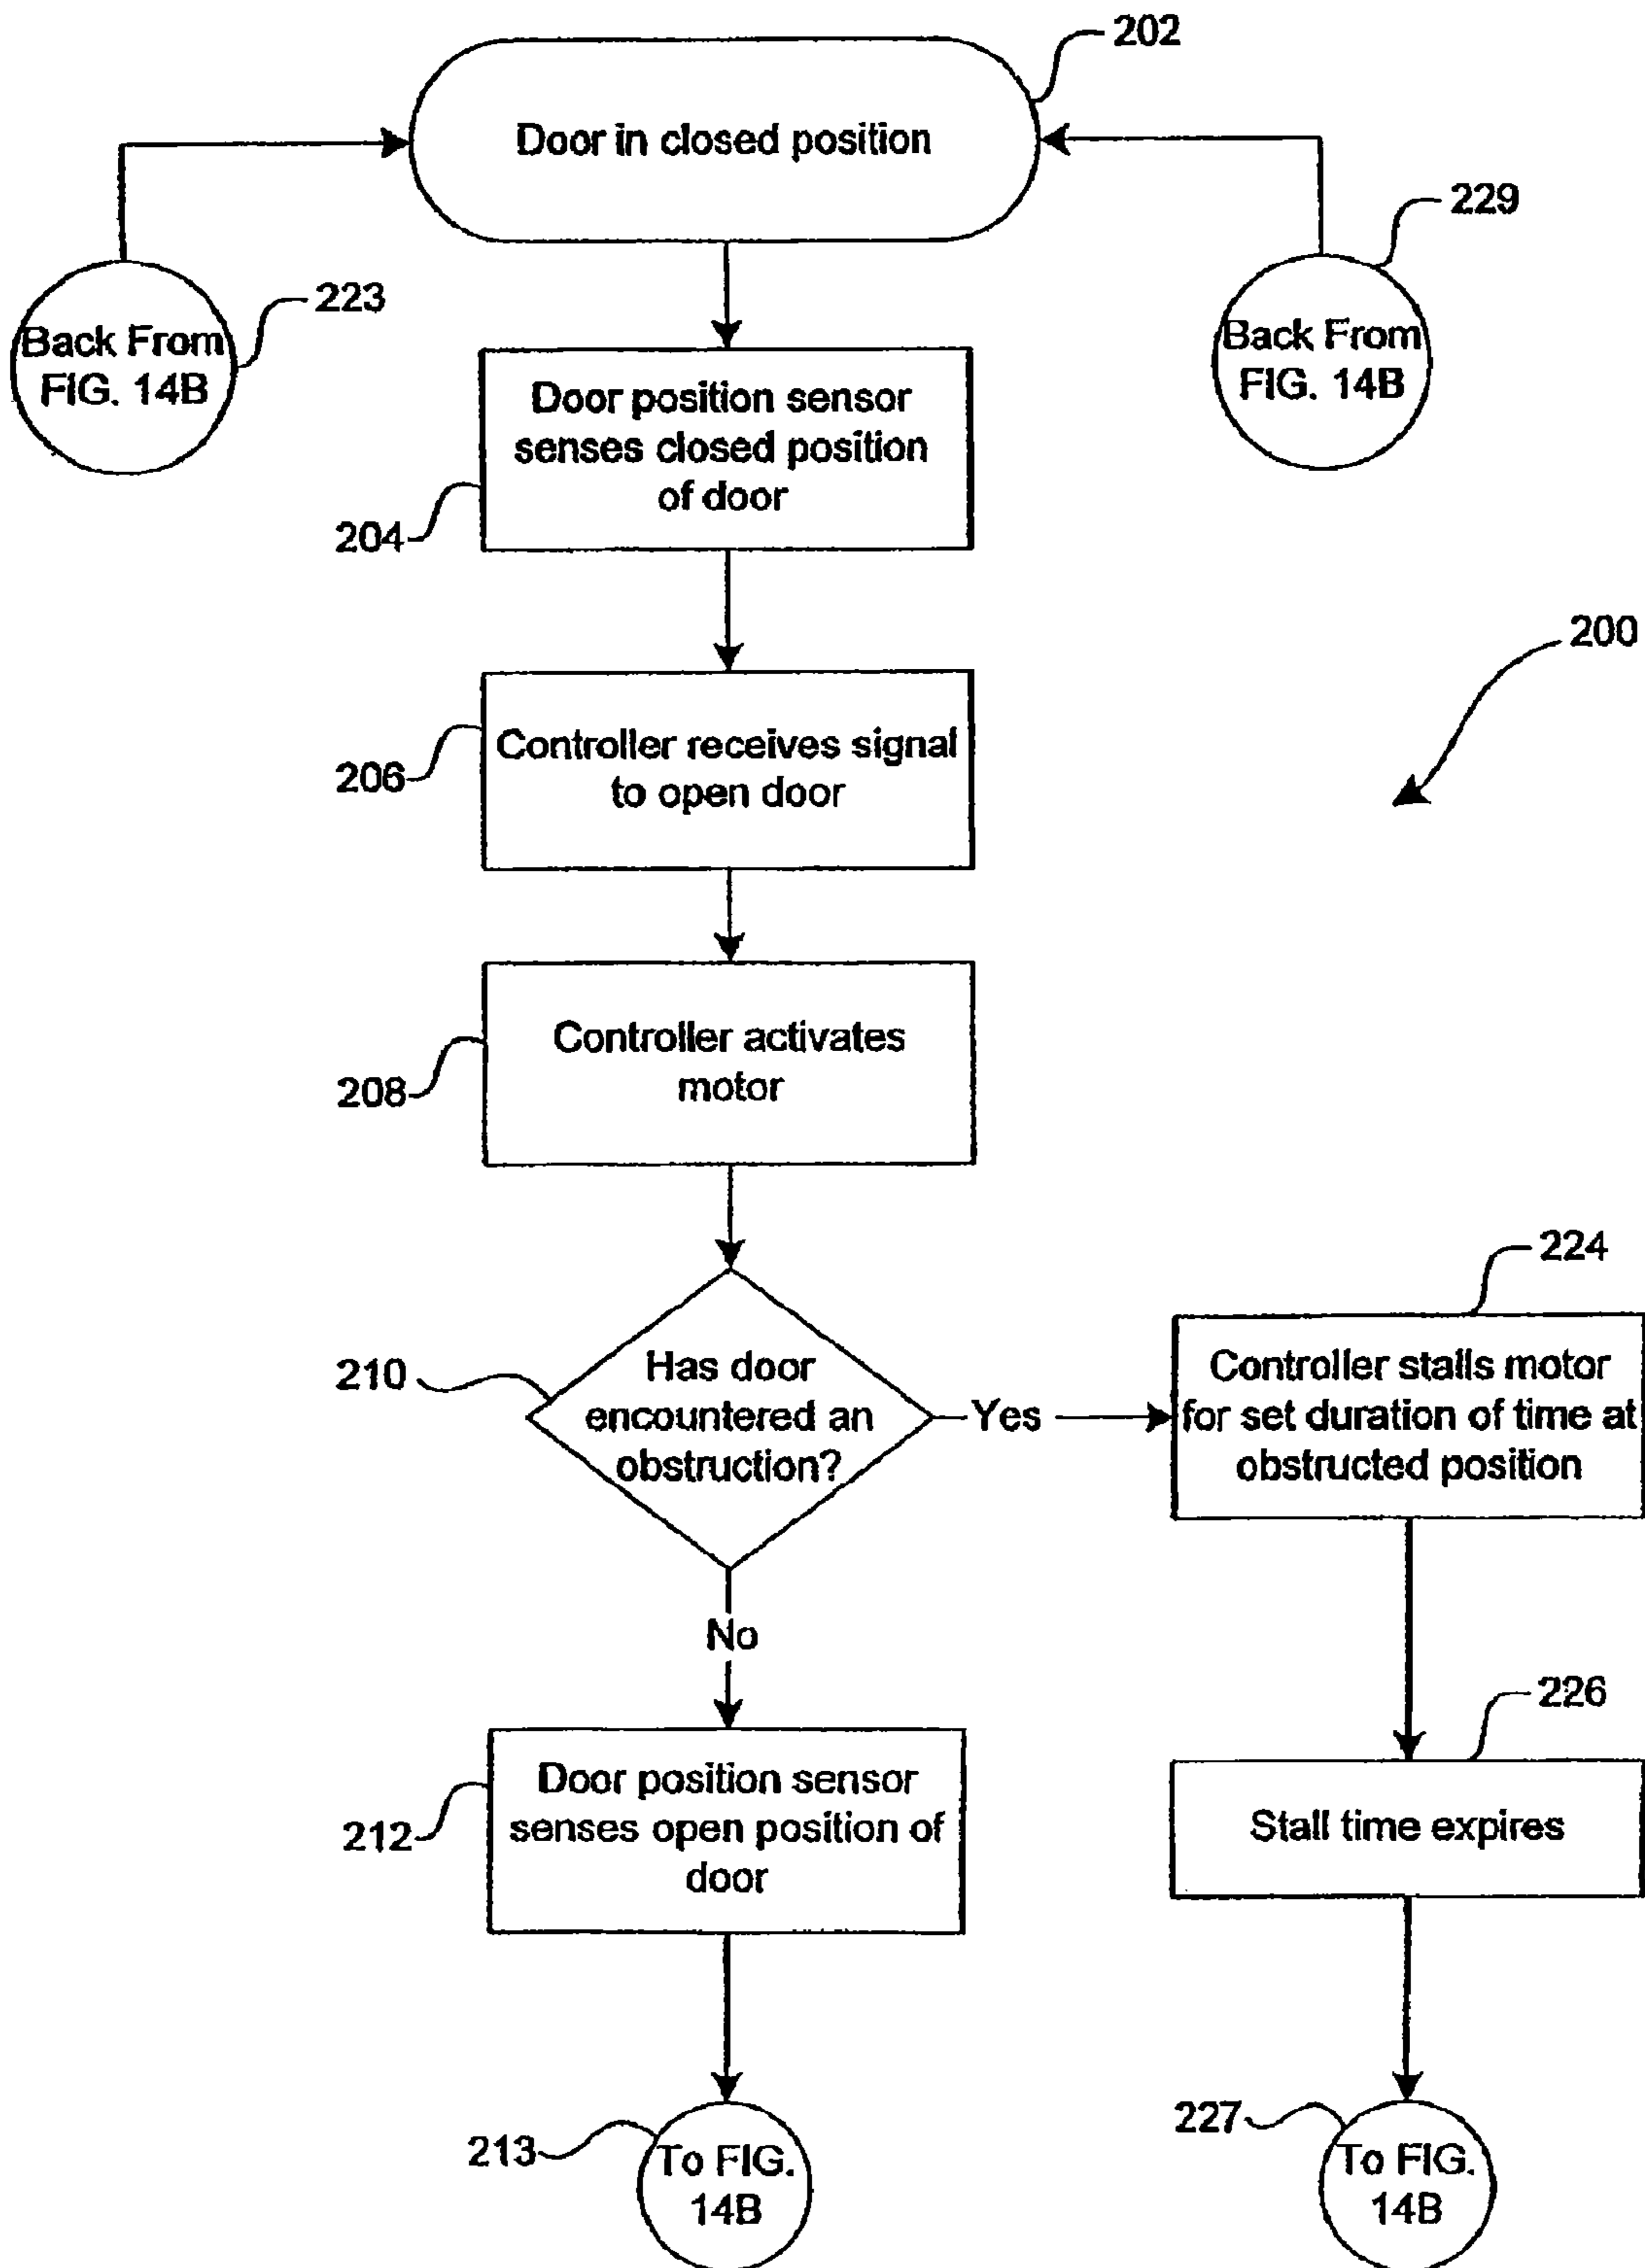 202
Door in closed position
229
223
Back From
FIG. 14B
Back From
FIG. 14B
Door position sensor
senses closed position
of door
204
200
Controller receives signal
to open door
206
Controller activates
motor
208
224
210
Has door
encountered an
obstruction?
Yes
Controller stalls motor
for set duration of time at
obstructed position
No
226
Door position sensor
senses open position of
door
212
Stall time expires
213
To FIG.
14B
227
To FIG.
14B